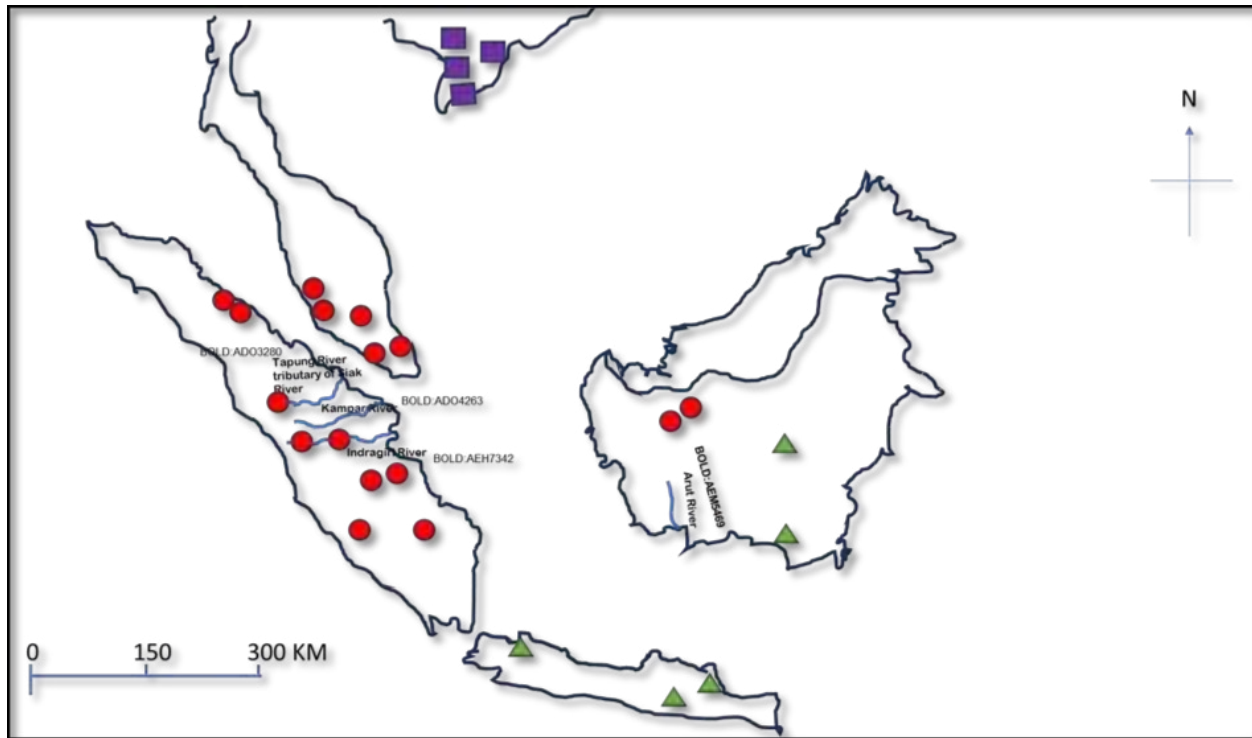 N
BOLD:ADO3280
Tapung River
tributary of Siak
River
Kampar River
BOLD:ADO4263
Indragiri River
BOLD:AEH7342
BOLD:AEM5469
Arut River
0 150 300 KM